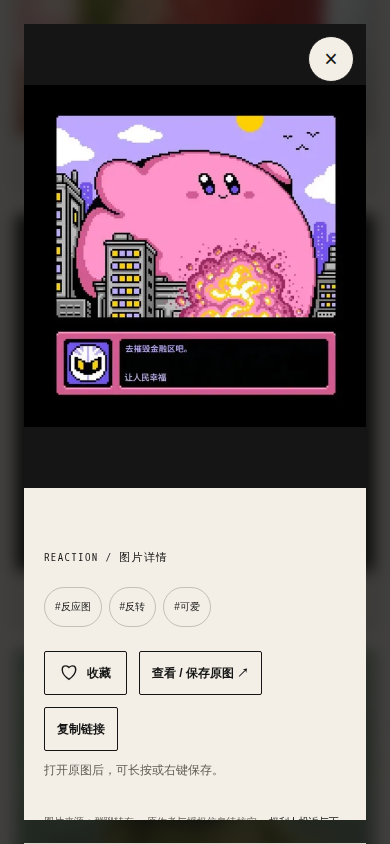 ×
去摧毁金融区吧。
让人民幸福
REACTION / 图片详情
#反应图 #反转 #可爱
收藏 查看 / 保存原图 ↗
复制链接
打开原图后，可长按或右键保存。